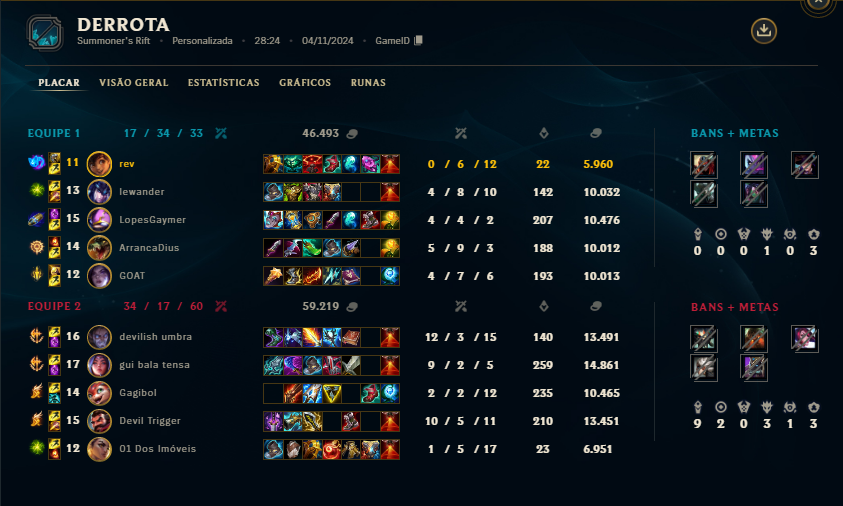 DERROTA
Summoner's Rift • Personalizada • 28:24 • 04/11/2024 • GameID
PLACAR VISÃO GERAL ESTATÍSTICAS GRÁFICOS RUNAS
EQUIPE 1 17 / 34 / 33 46.493 BANS + METAS
11 rev 0 / 6 / 12 22 5.960
13 lewander 4 / 8 / 10 142 10.032
15 LopesGaymer 4 / 4 / 2 207 10.476
14 ArrancaDius 5 / 9 / 3 188 10.012
0 0 0 1 0 3
12 GOAT 4 / 7 / 6 193 10.013
EQUIPE 2 34 / 17 / 60 59.219 BANS + METAS
16 devilish umbra 12 / 3 / 15 140 13.491
17 gui bala tensa 9 / 2 / 5 259 14.861
14 Gagibol 2 / 2 / 12 235 10.465
15 Devil Trigger 10 / 5 / 11 210 13.451
9 2 0 3 1 3
12 01 Dos Imóveis 1 / 5 / 17 23 6.951